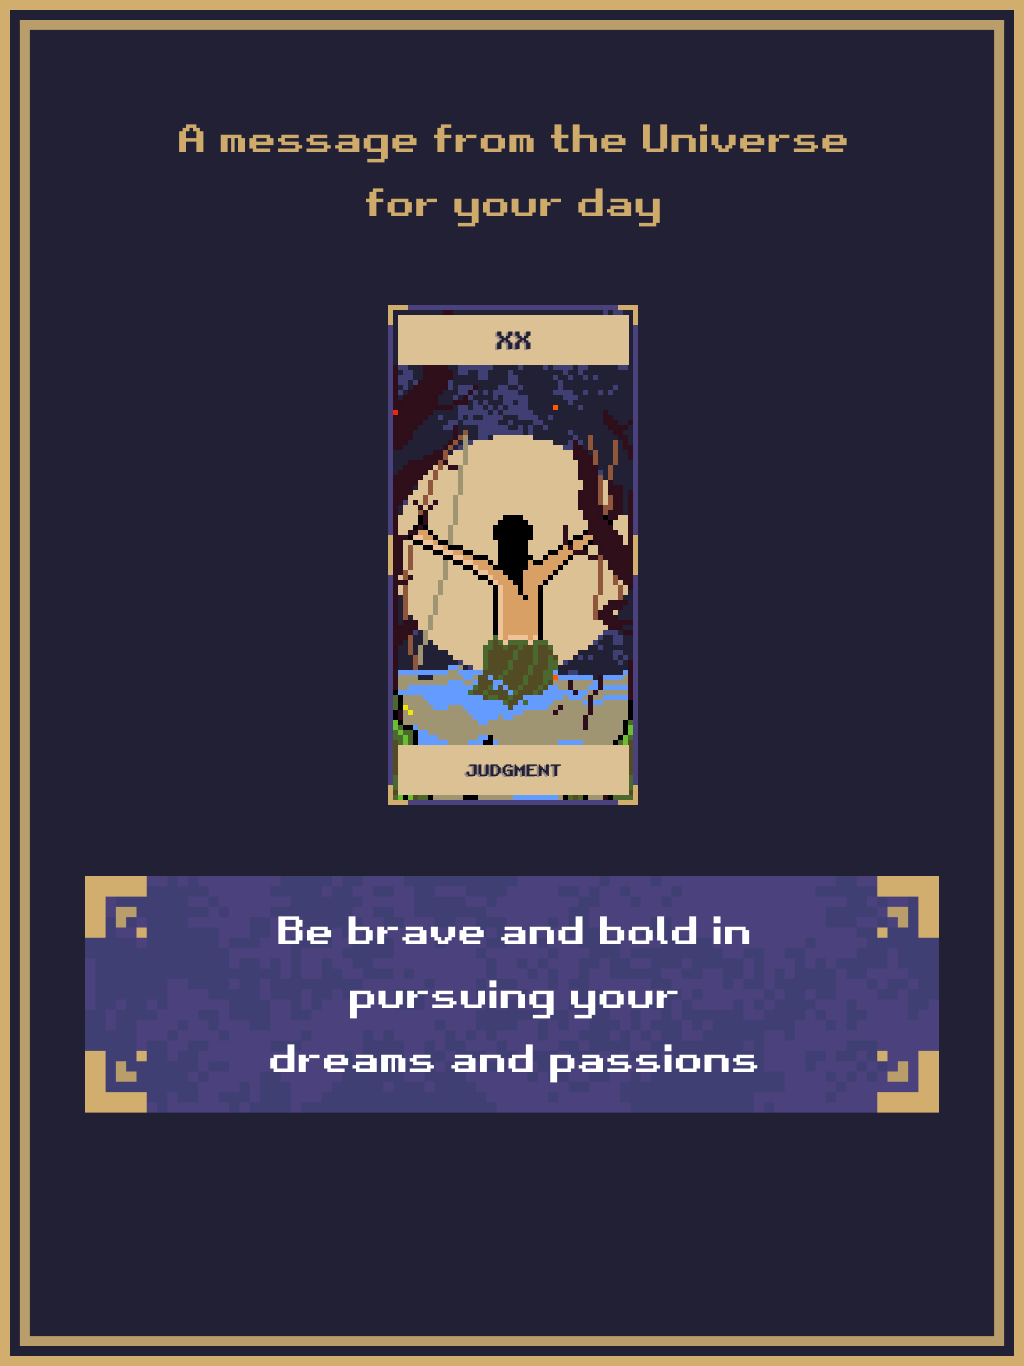 A message from the Universe
for your day
XX
JUDGMENT
Be brave and bold in
pursuing your
dreams and passions